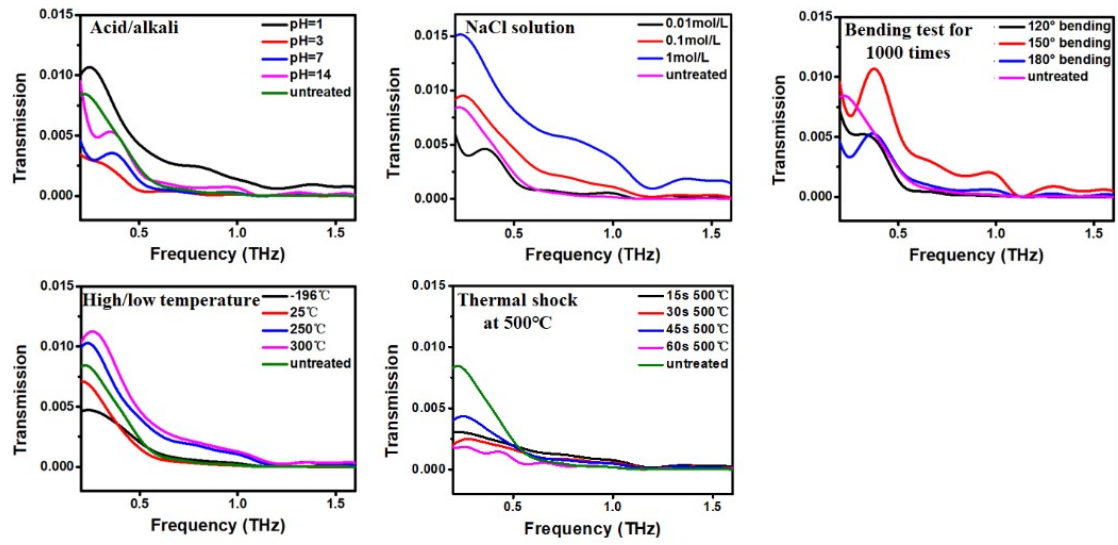 Acid/alkali
pH=1
pH=3
pH=7
pH=14
untreated
0.015
0.010
0.005
0.000
Transmission
0.5 1.0 1.5
Frequency (THz)
NaCl solution
0.01mol/L
0.1mol/L
1mol/L
untreated
0.015
0.010
0.005
0.000
Transmission
0.5 1.0 1.5
Frequency (THz)
Bending test for
1000 times
120° bending
150° bending
180° bending
untreated
0.015
0.010
0.005
0.000
Transmission
0.5 1.0 1.5
Frequency (THz)
High/low temperature
-196℃
25℃
250℃
300℃
untreated
0.015
0.010
0.005
0.000
Transmission
0.5 1.0 1.5
Frequency (THz)
Thermal shock
at 500℃
15s 500℃
30s 500℃
45s 500℃
60s 500℃
untreated
0.015
0.010
0.005
0.000
Transmission
0.5 1.0 1.5
Frequency (THz)